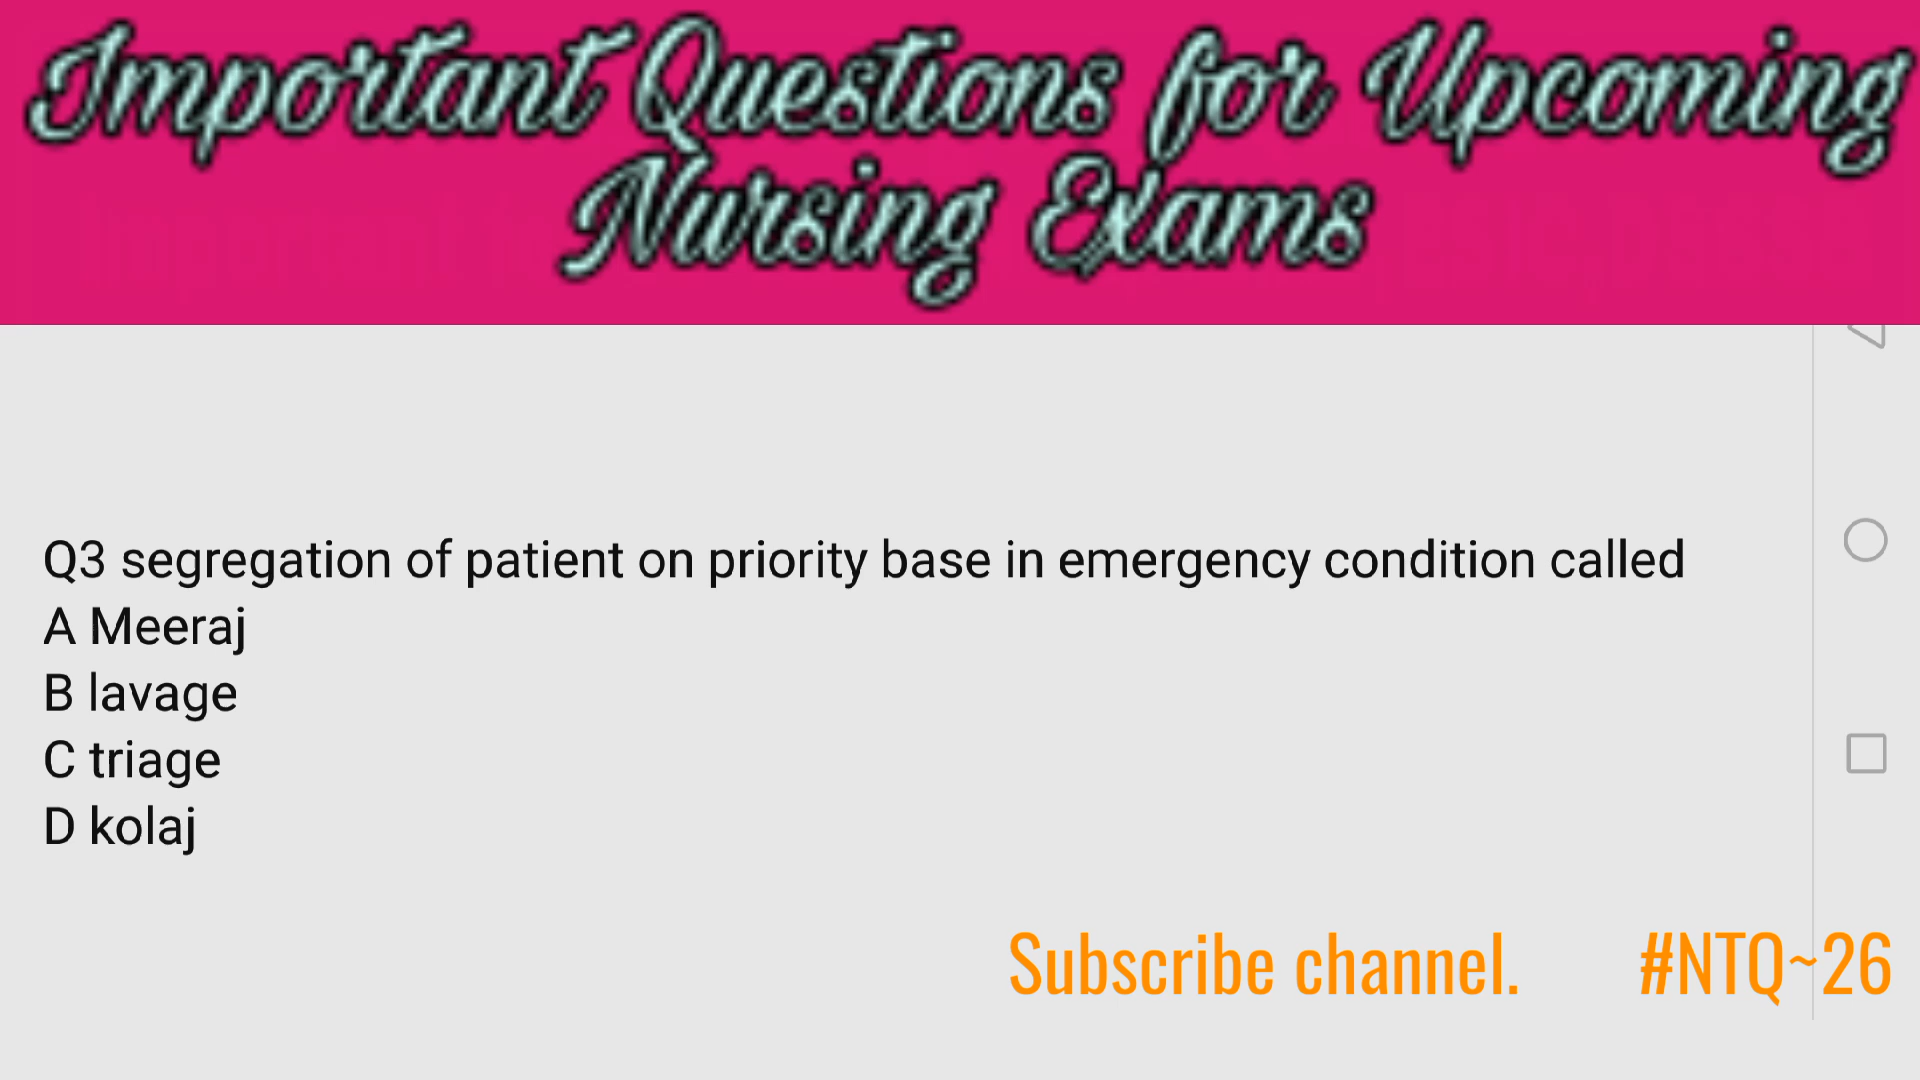 Important Questions for Upcoming
Nursing Exams
Q3 segregation of patient on priority base in emergency condition called
A Meeraj
B lavage
C triage
D kolaj
Subscribe channel. #NTQ~26